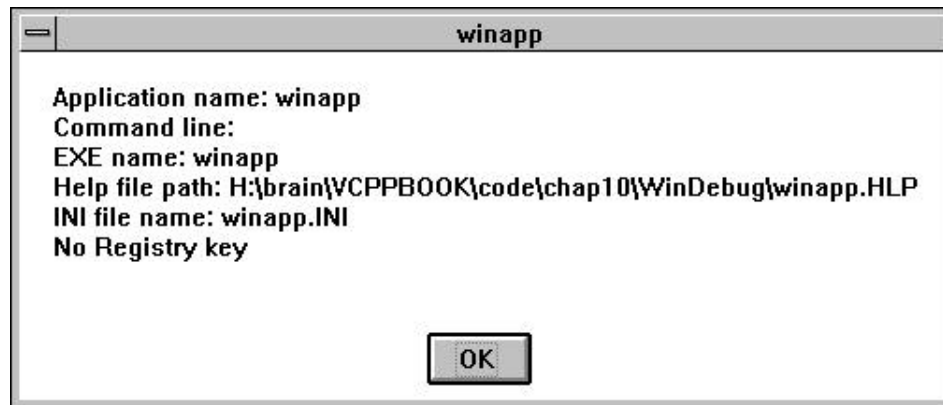 winapp
Application name: winapp
Command line:
EXE name: winapp
Help file path: H:\brain\VCPPBOOK\code\chap10\WinDebug\winapp.HLP
INI file name: winapp.INI
No Registry key
OK